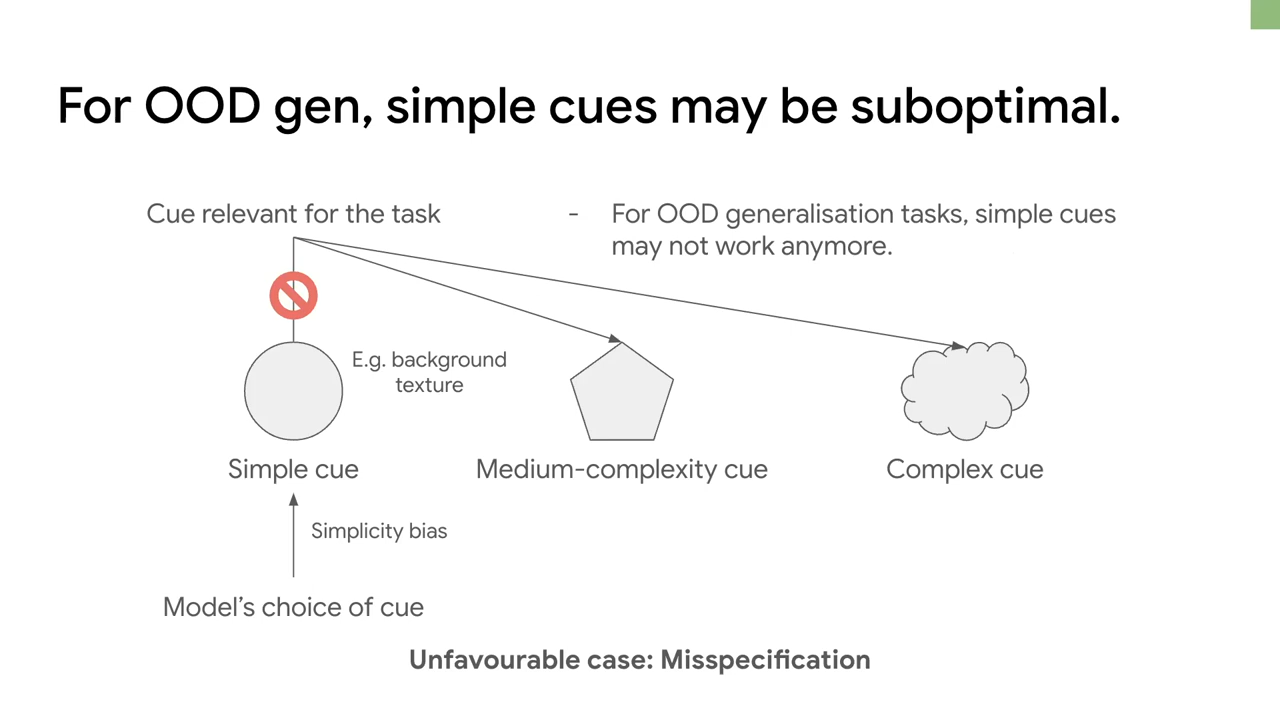 For OOD gen, simple cues may be suboptimal.
Cue relevant for the task
- For OOD generalisation tasks, simple cues
may not work anymore.
E.g. background
texture
Simple cue
Medium-complexity cue
Complex cue
Simplicity bias
Model’s choice of cue
Unfavourable case: Misspecification